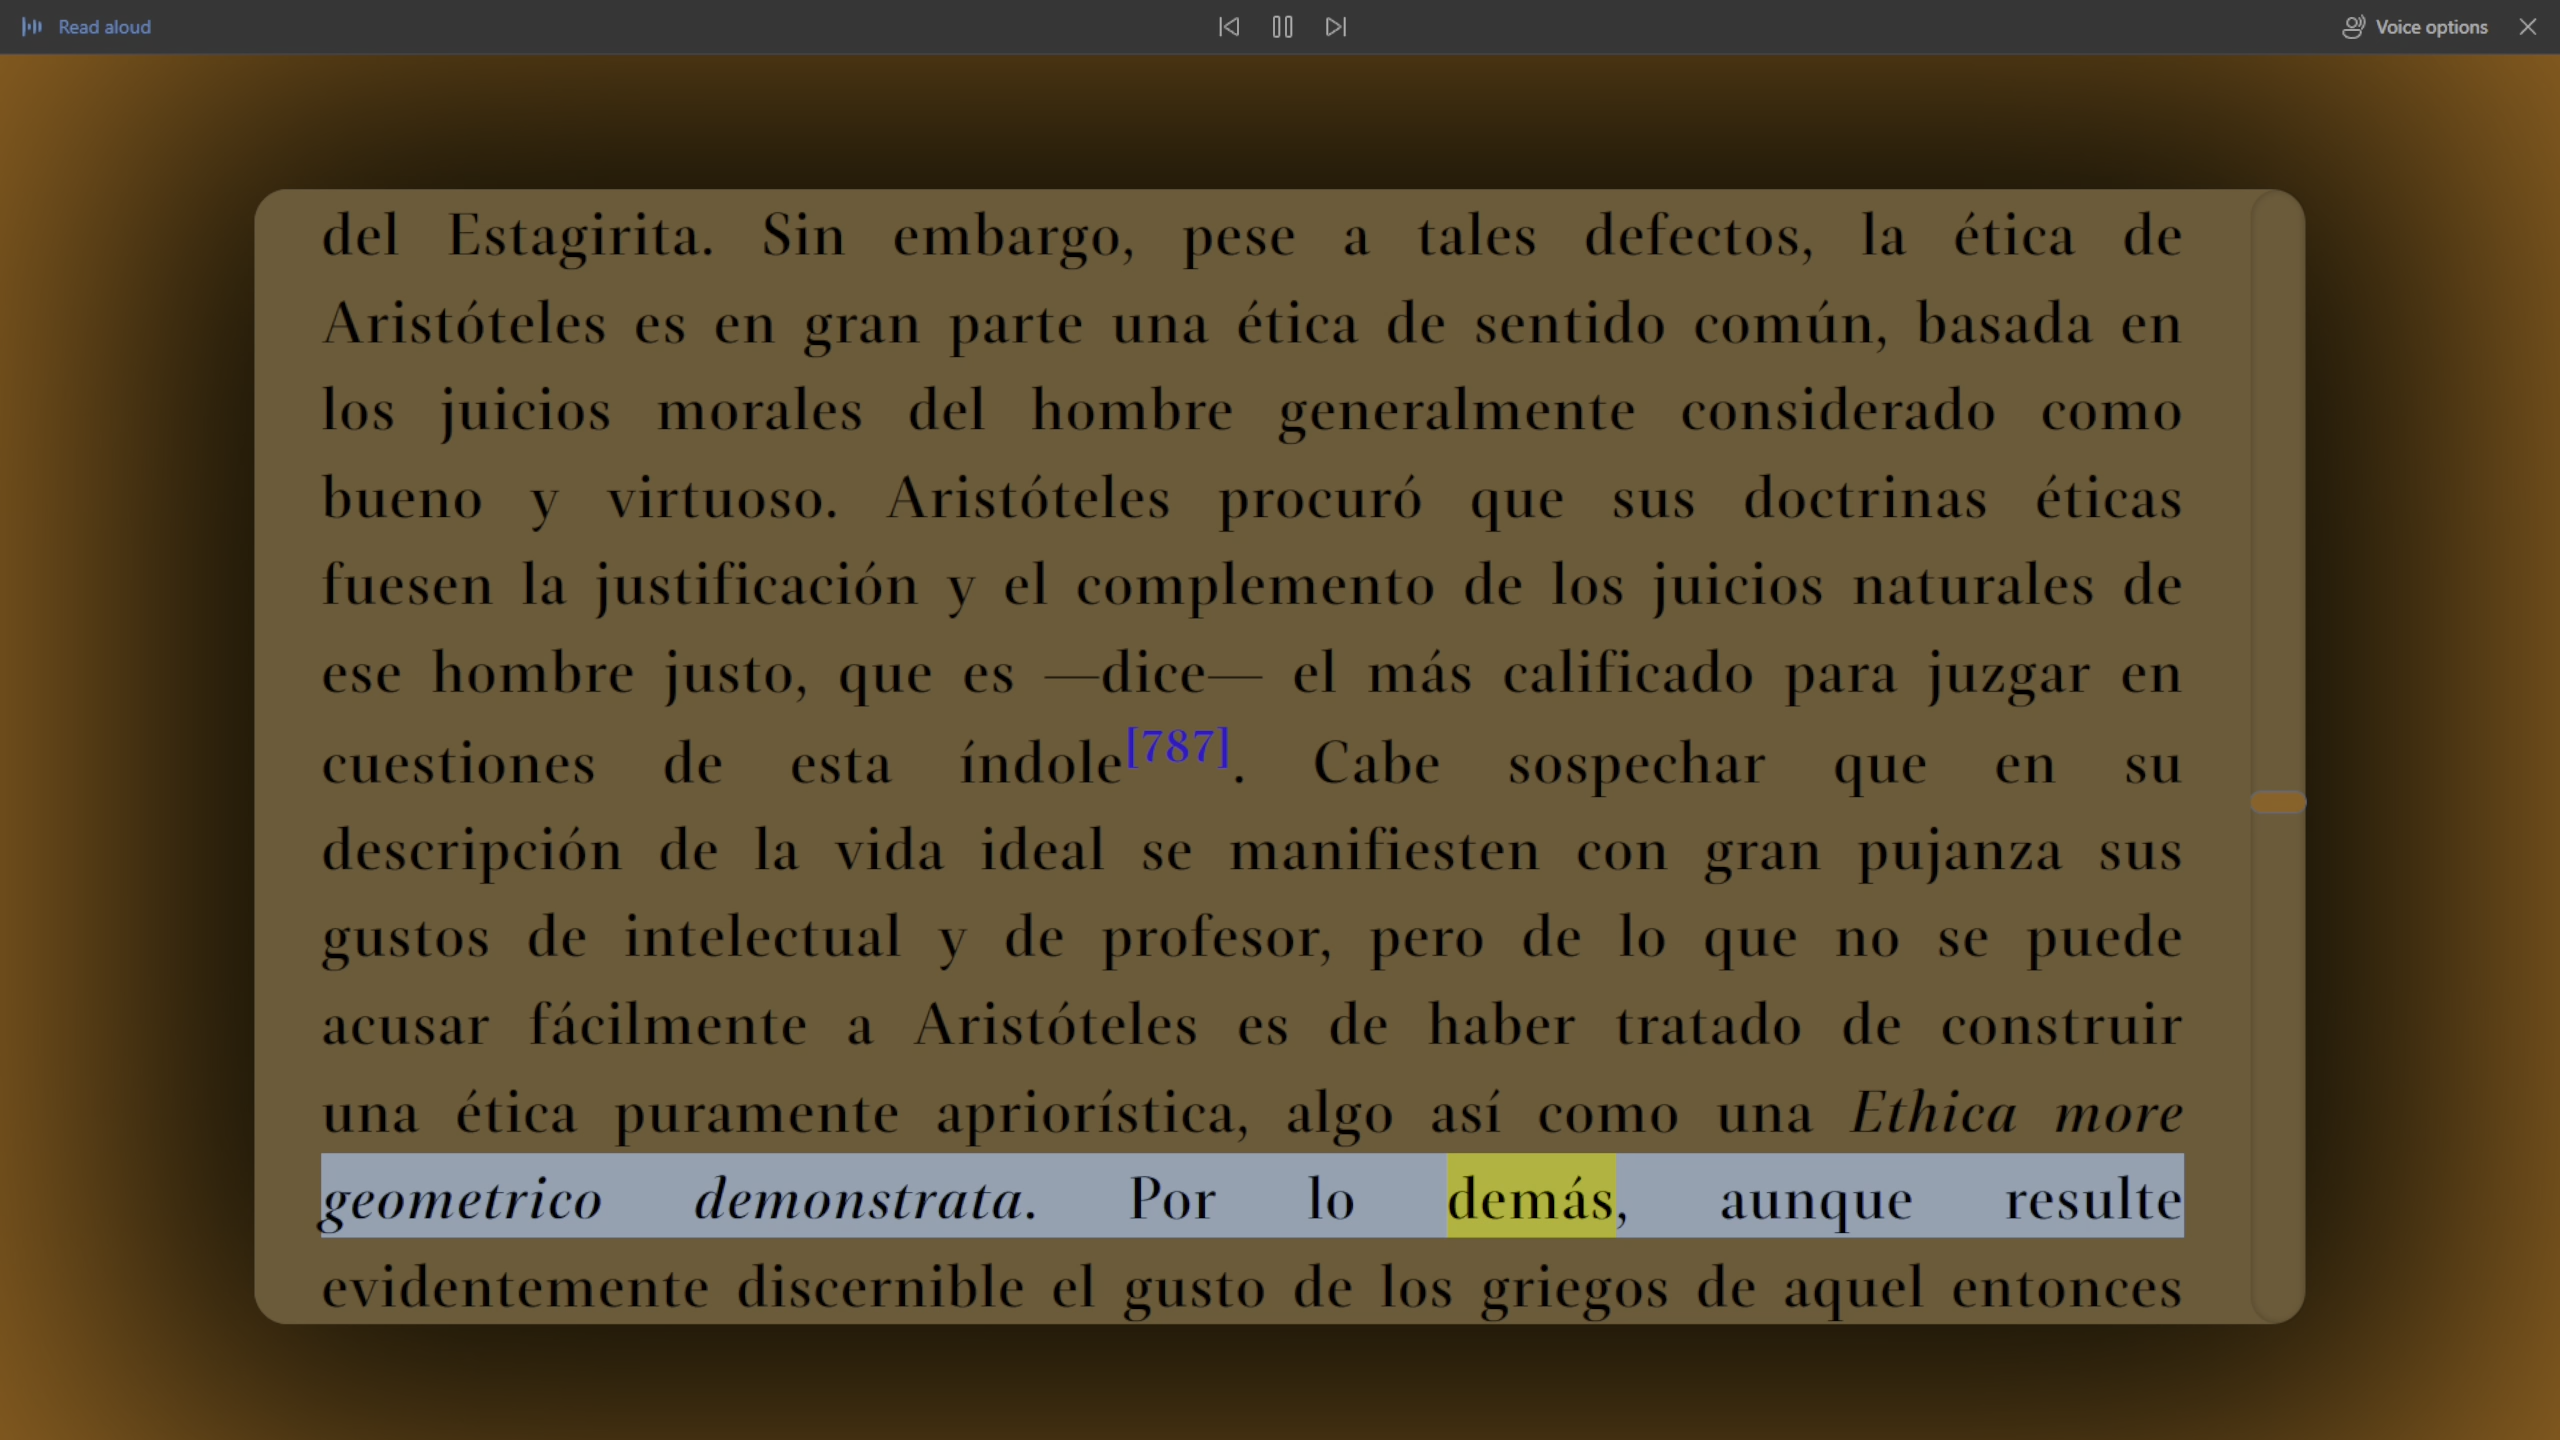 Read aloud
Voice options
del Estagirita. Sin embargo, pese a tales defectos, la ética de
Aristóteles es en gran parte una ética de sentido común, basada en
los juicios morales del hombre generalmente considerado como
bueno y virtuoso. Aristóteles procuró que sus doctrinas éticas
fuesen la justificación y el complemento de los juicios naturales de
ese hombre justo, que es —dice— el más calificado para juzgar en
cuestiones de esta índole[787]. Cabe sospechar que en su
descripción de la vida ideal se manifiesten con gran pujanza sus
gustos de intelectual y de profesor, pero de lo que no se puede
acusar fácilmente a Aristóteles es de haber tratado de construir
una ética puramente apriorística, algo así como una Ethica more
geometrico demonstrata. Por lo demás, aunque resulte
evidentemente discernible el gusto de los griegos de aquel entonces